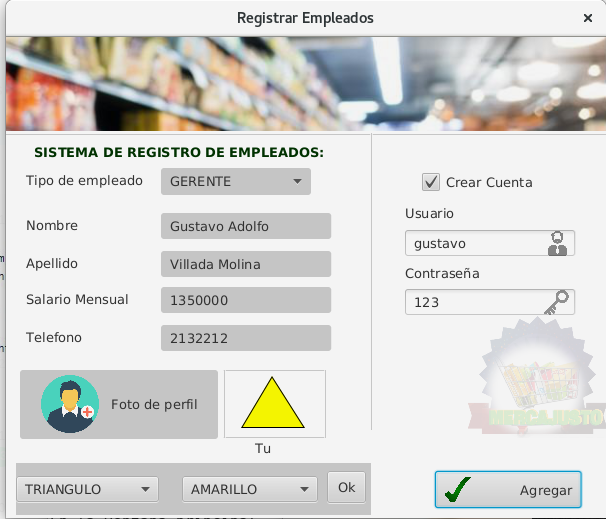 Registrar Empleados
SISTEMA DE REGISTRO DE EMPLEADOS:
Tipo de empleado GERENTE
Nombre Gustavo Adolfo
Apellido Villada Molina
Salario Mensual 1350000
Telefono 2132212
Foto de perfil
Tu
TRIANGULO AMARILLO Ok
Crear Cuenta
Usuario
gustavo
Contraseña
123
MERCAJUSTO
Agregar